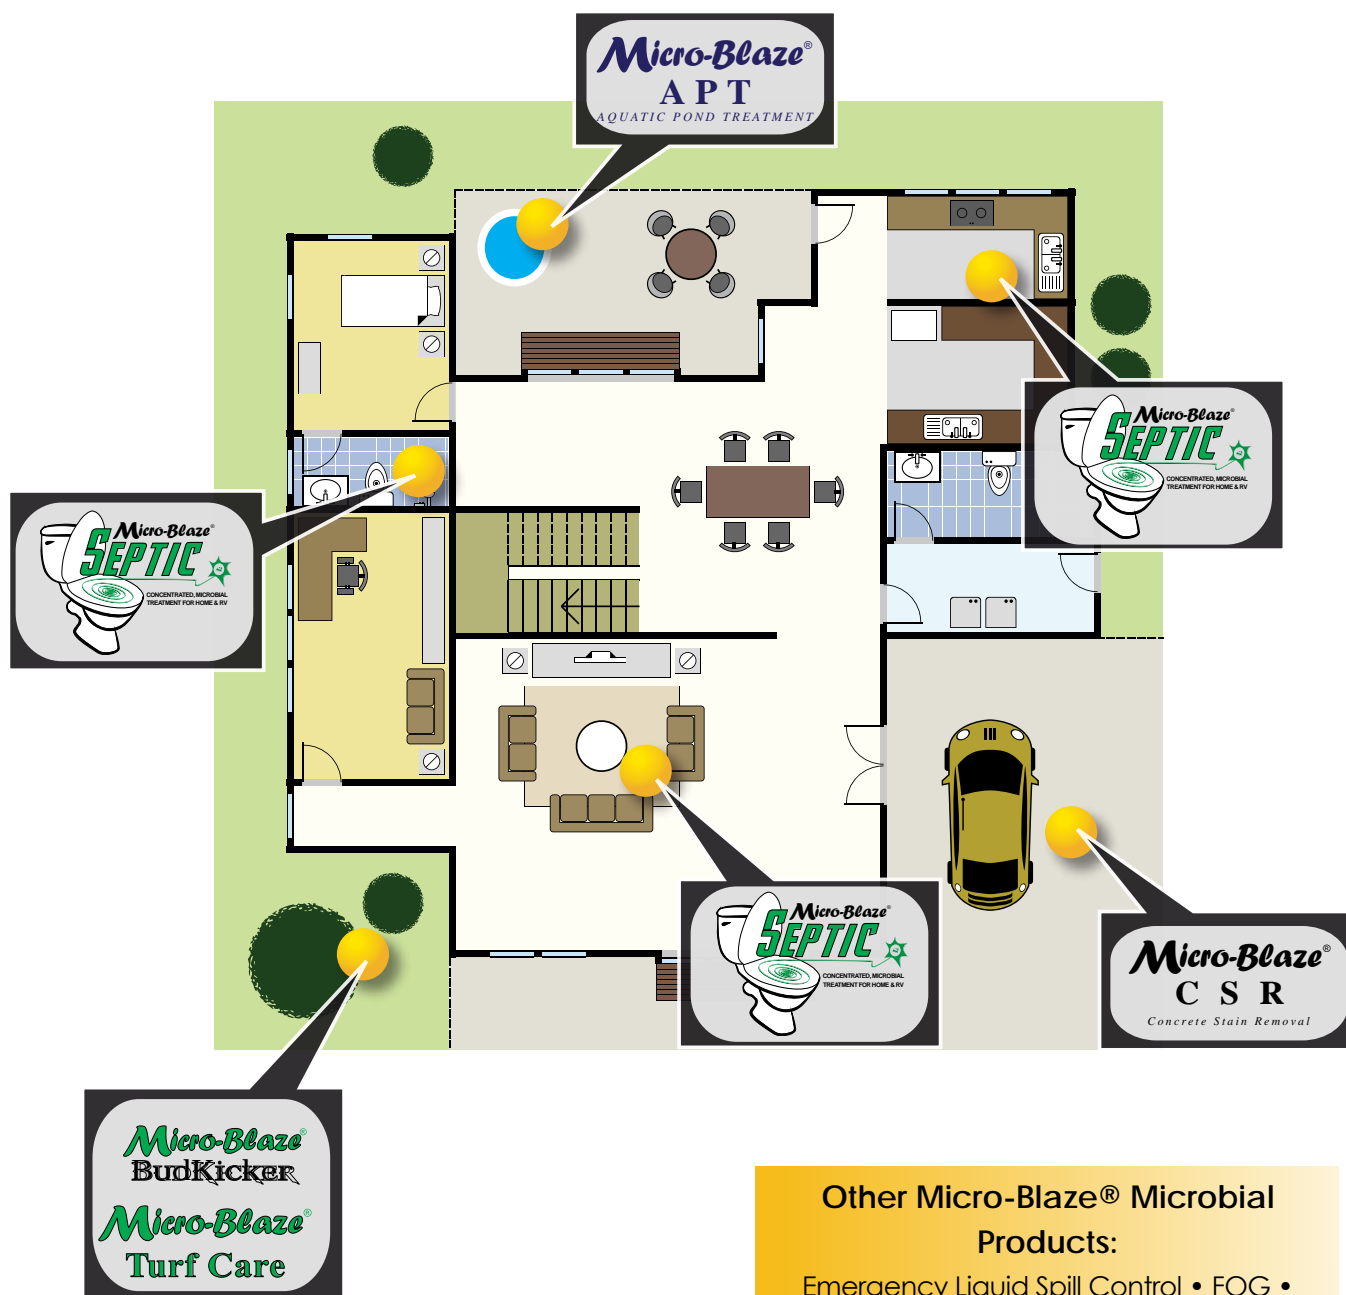 Micro-Blaze®
APT
AQUATIC POND TREATMENT
Micro-Blaze®
SEPTIC
CONCENTRATED, MICROBIAL
TREATMENT FOR HOME & RV
Micro-Blaze®
SEPTIC
CONCENTRATED, MICROBIAL
TREATMENT FOR HOME & RV
Micro-Blaze®
SEPTIC
CONCENTRATED, MICROBIAL
TREATMENT FOR HOME & RV
Micro-Blaze®
CSR
Concrete Stain Removal
Micro-Blaze®
BudKicker
Micro-Blaze®
Turf Care
Other Micro-Blaze® Microbial
Products:
Emergency Liquid Spill Control • FOG •